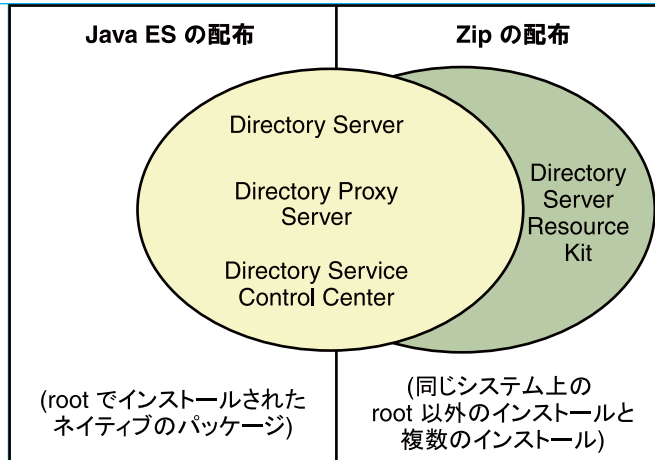 Java ES の配布
Zip の配布
Directory Server
Directory Proxy
Server
Directory Service
Control Center
Directory
Server
Resource
Kit
(root でインストールされた
ネイティブのパッケージ)
(同じシステム上の
root 以外のインストールと
複数のインストール)